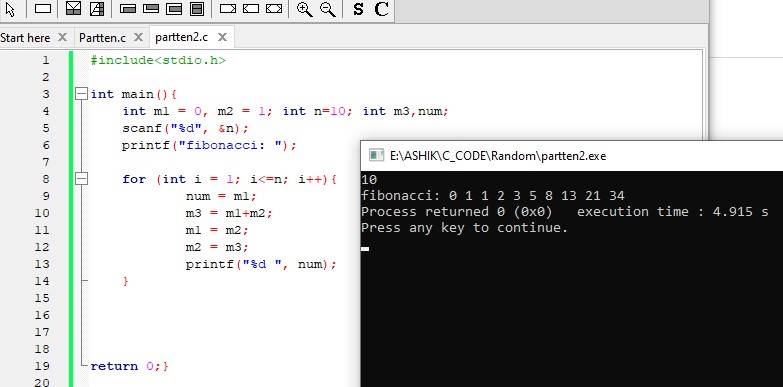 S C
Start here X Partten.c X partten2.c X
1 #include<stdio.h>
2
3 int main(){
4 int m1 = 0, m2 = 1; int n=10; int m3,num;
5 scanf("%d", &n);
6 printf("fibonacci: ");
7
8 for (int i = 1; i<=n; i++){
9 num = m1;
10 m3 = m1+m2;
11 m1 = m2;
12 m2 = m3;
13 printf("%d ", num);
14 }
15
16
17
18
19 return 0;}
20
E:\ASHIK\C_CODE\Random\partten2.exe
10
fibonacci: 0 1 1 2 3 5 8 13 21 34
Process returned 0 (0x0) execution time : 4.915 s
Press any key to continue.